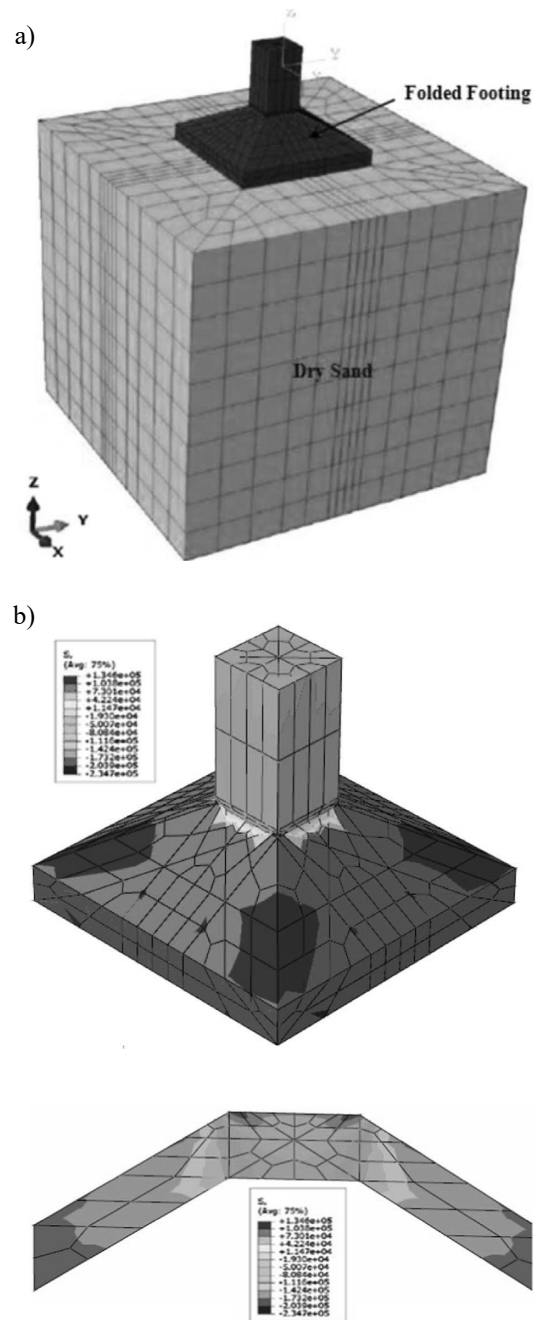 a)
Z
Y
Folded Footing
Dry Sand
Z
Y
X
b)
S,
(Avg: 75%)
+1.346e+05
+1.038e+05
+7.301e+04
+4.224e+04
+1.147e+04
-1.930e+04
-5.007e+04
-8.084e+04
-1.116e+05
-1.424e+05
-1.732e+05
-2.039e+05
-2.347e+05
S,
(Avg: 75%)
+1.346e+05
+1.038e+05
+7.301e+04
+4.224e+04
+1.147e+04
-1.930e+04
-5.007e+04
-8.084e+04
-1.116e+05
-1.424e+05
-1.732e+05
-2.039e+05
-2.347e+05